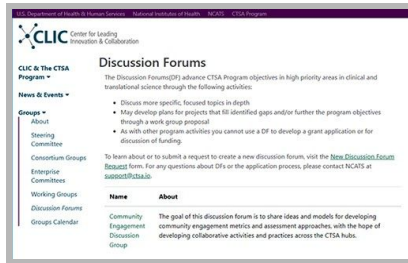 U.S. Department of Health & Human Services National Institutes of Health NCATS CTSA Program
CLIC Center for Leading
Innovation & Collaboration
CLIC & The CTSA
Program
News & Events
Groups
About
Steering
Committee
Consortium Groups
Enterprise
Committees
Working Groups
Discussion Forums
Groups Calendar
Discussion Forums
The Discussion Forums(DF) advance CTSA Program objectives in high priority areas in clinical and
translational science through the following activities:
• Discuss more specific, focused topics in depth
• May develop plans for projects that fill identified gaps and/or further the program objectives
through a work group proposal
• As with other program activities you cannot use a DF to develop a grant application or for
discussion of funding.
To learn about or to submit a request to create a new discussion forum, visit the New Discussion Forum
Request form. For any questions about DFs or the application process, please contact NCATS at
support@ctsa.io.
Name About
Community The goal of this discussion forum is to share ideas and models for developing
Engagement community engagement metrics and assessment approaches, with the hope of
Discussion developing collaborative activities and practices across the CTSA hubs.
Group